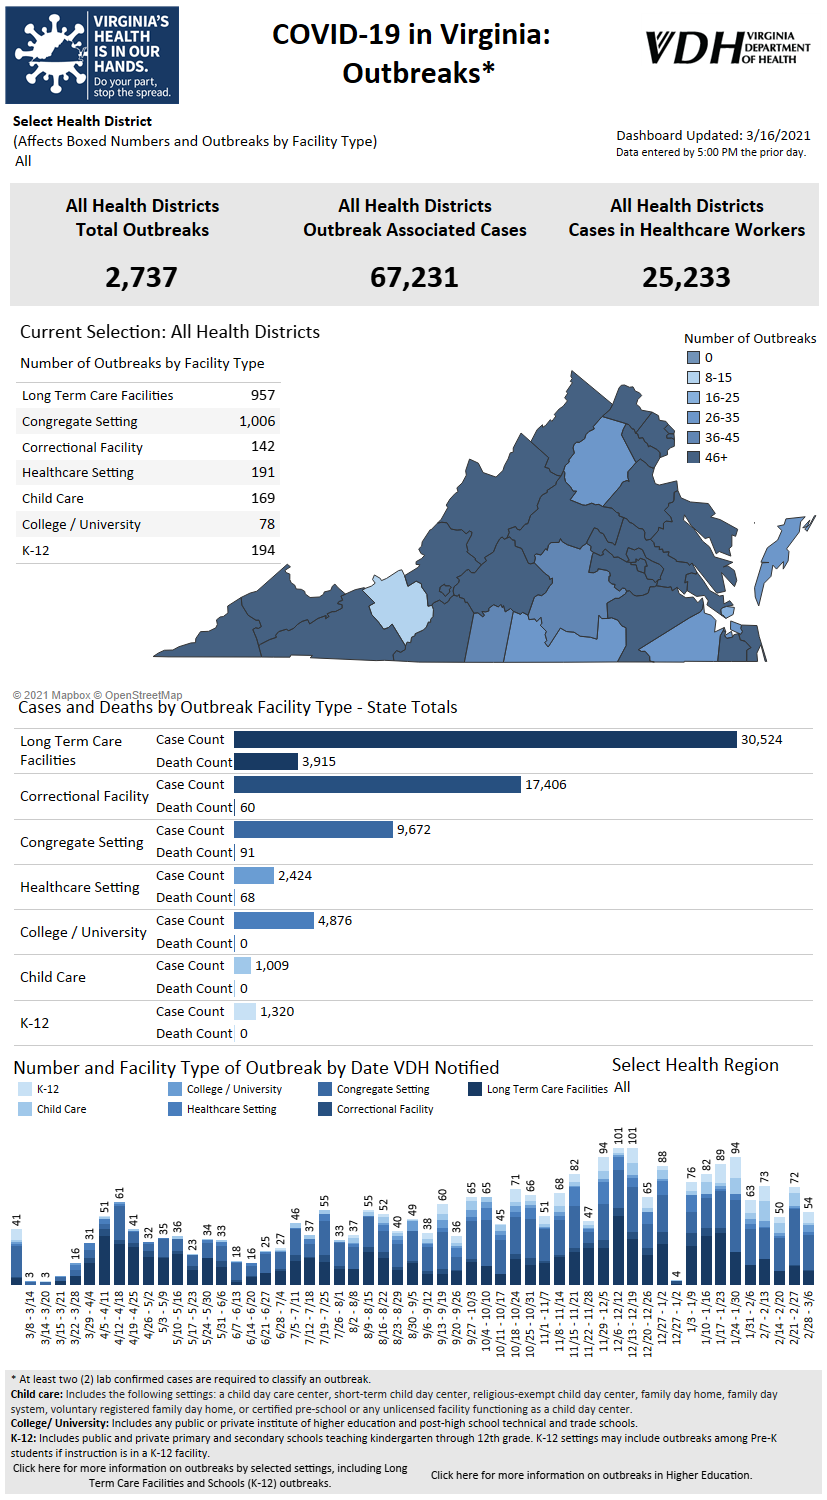 VIRGINIA'S
HEALTH
IS IN OUR
HANDS.
Do your part,
stop the spread.
COVID-19 in Virginia:
Outbreaks*
VDH VIRGINIA
DEPARTMENT
OF HEALTH
Select Health District
(Affects Boxed Numbers and Outbreaks by Facility Type)
All
Dashboard Updated: 3/16/2021
Data entered by 5:00 PM the prior day.
All Health Districts
Total Outbreaks
2,737
All Health Districts
Outbreak Associated Cases
67,231
All Health Districts
Cases in Healthcare Workers
25,233
Current Selection: All Health Districts
Number of Outbreaks by Facility Type
Long Term Care Facilities 957
Congregate Setting 1,006
Correctional Facility 142
Healthcare Setting 191
Child Care 169
College / University 78
K-12 194
Number of Outbreaks
0
8-15
16-25
26-35
36-45
46+
© 2021 Mapbox © OpenStreetMap
Cases and Deaths by Outbreak Facility Type - State Totals
Long Term Care
Facilities
Case Count 30,524
Death Count 3,915
Correctional Facility
Case Count 17,406
Death Count 60
Congregate Setting
Case Count 9,672
Death Count 91
Healthcare Setting
Case Count 2,424
Death Count 68
College / University
Case Count 4,876
Death Count 0
Child Care
Case Count 1,009
Death Count 0
K-12
Case Count 1,320
Death Count 0
Number and Facility Type of Outbreak by Date VDH Notified
Select Health Region
All
K-12
College / University
Congregate Setting
Long Term Care Facilities
Child Care
Healthcare Setting
Correctional Facility
41
3
3
16
31
51
61
41
32
35
36
23
34
33
18
16
25
27
46
37
55
33
37
55
52
40
49
38
60
36
65
65
45
71
66
51
68
82
47
94
101
101
65
88
4
76
82
89
94
63
73
50
72
54
3/8 - 3/14
3/14 - 3/20
3/15 - 3/21
3/22 - 3/28
3/29 - 4/4
4/5 - 4/11
4/12 - 4/18
4/19 - 4/25
4/26 - 5/2
5/3 - 5/9
5/10 - 5/16
5/17 - 5/23
5/24 - 5/30
5/31 - 6/6
6/7 - 6/13
6/14 - 6/20
6/21 - 6/27
6/28 - 7/4
7/5 - 7/11
7/12 - 7/18
7/19 - 7/25
7/26 - 8/1
8/2 - 8/8
8/9 - 8/15
8/16 - 8/22
8/23 - 8/29
8/30 - 9/5
9/6 - 9/12
9/13 - 9/19
9/20 - 9/26
9/27 - 10/3
10/4 - 10/10
10/11 - 10/17
10/18 - 10/24
10/25 - 10/31
11/1 - 11/7
11/8 - 11/14
11/15 - 11/21
11/22 - 11/28
11/29 - 12/5
12/6 - 12/12
12/13 - 12/19
12/20 - 12/26
12/27 - 1/2
12/27 - 1/2
1/3 - 1/9
1/10 - 1/16
1/17 - 1/23
1/24 - 1/30
1/31 - 2/6
2/7 - 2/13
2/14 - 2/20
2/21 - 2/27
2/28 - 3/6
* At least two (2) lab confirmed cases are required to classify an outbreak.
Child care: Includes the following settings: a child day care center, short-term child day center, religious-exempt child day center, family day home, family day
system, voluntary registered family day home, or certified pre-school or any unlicensed facility functioning as a child day center.
College/ University: Includes any public or private institute of higher education and post-high school technical and trade schools.
K-12: Includes public and private primary and secondary schools teaching kindergarten through 12th grade. K-12 settings may include outbreaks among Pre-K
students if instruction is in a K-12 facility.
Click here for more information on outbreaks by selected settings, including Long
Term Care Facilities and Schools (K-12) outbreaks.
Click here for more information on outbreaks in Higher Education.